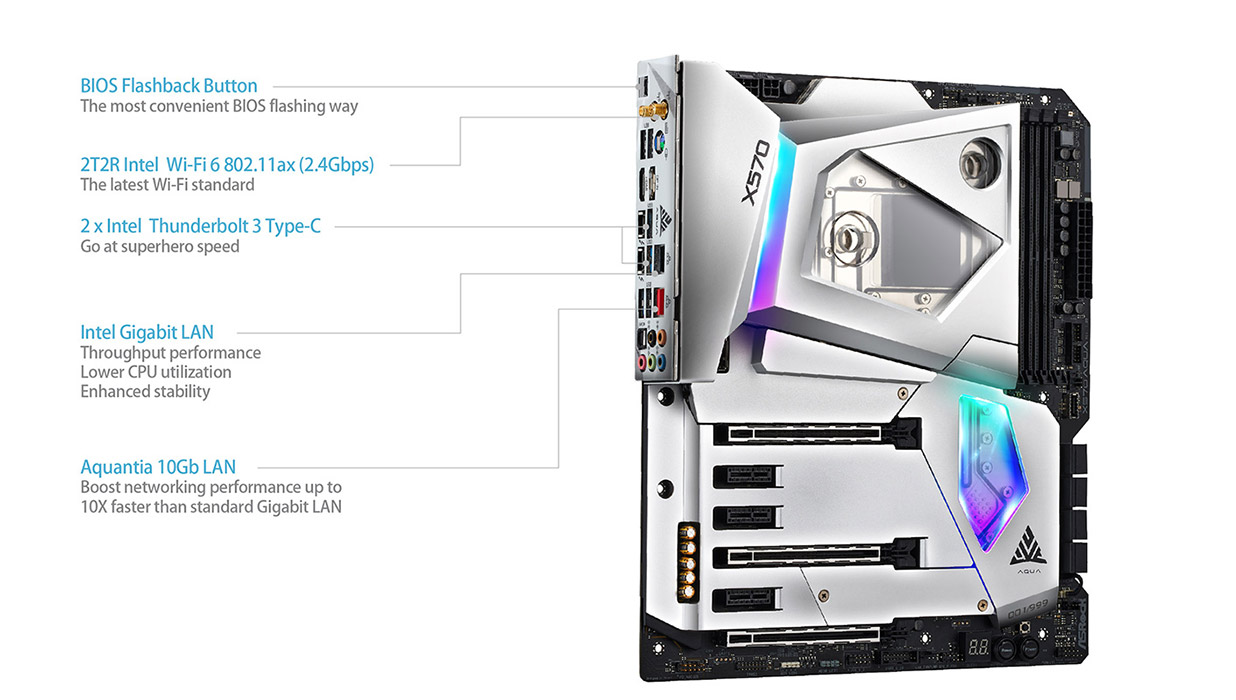 BIOS Flashback Button
The most convenient BIOS flashing way
2T2R Intel Wi-Fi 6 802.11ax (2.4Gbps)
The latest Wi-Fi standard
2 x Intel Thunderbolt 3 Type-C
Go at superhero speed
Intel Gigabit LAN
Throughput performance
Lower CPU utilization
Enhanced stability
Aquantia 10Gb LAN
Boost networking performance up to
10X faster than standard Gigabit LAN
X570
AQUA
001/999